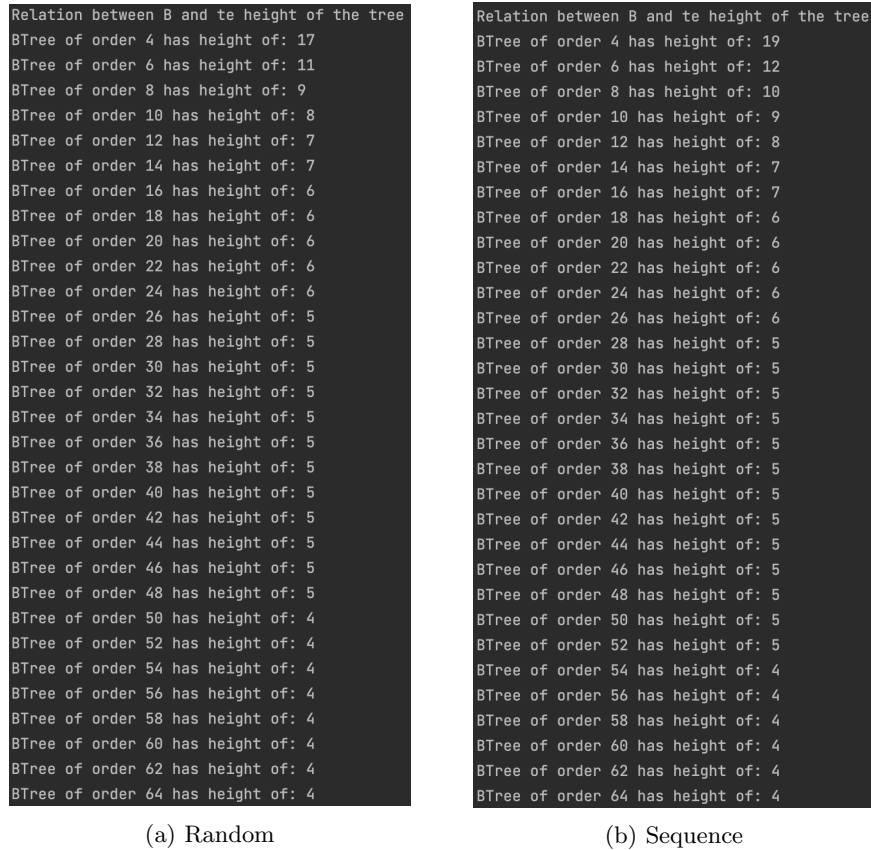 Relation between B and te height of the tree
BTree of order 4 has height of: 17
BTree of order 6 has height of: 11
BTree of order 8 has height of: 9
BTree of order 10 has height of: 8
BTree of order 12 has height of: 7
BTree of order 14 has height of: 7
BTree of order 16 has height of: 6
BTree of order 18 has height of: 6
BTree of order 20 has height of: 6
BTree of order 22 has height of: 6
BTree of order 24 has height of: 6
BTree of order 26 has height of: 5
BTree of order 28 has height of: 5
BTree of order 30 has height of: 5
BTree of order 32 has height of: 5
BTree of order 34 has height of: 5
BTree of order 36 has height of: 5
BTree of order 38 has height of: 5
BTree of order 40 has height of: 5
BTree of order 42 has height of: 5
BTree of order 44 has height of: 5
BTree of order 46 has height of: 5
BTree of order 48 has height of: 5
BTree of order 50 has height of: 4
BTree of order 52 has height of: 4
BTree of order 54 has height of: 4
BTree of order 56 has height of: 4
BTree of order 58 has height of: 4
BTree of order 60 has height of: 4
BTree of order 62 has height of: 4
BTree of order 64 has height of: 4
(a) Random
Relation between B and te height of the tree
BTree of order 4 has height of: 19
BTree of order 6 has height of: 12
BTree of order 8 has height of: 10
BTree of order 10 has height of: 9
BTree of order 12 has height of: 8
BTree of order 14 has height of: 7
BTree of order 16 has height of: 7
BTree of order 18 has height of: 6
BTree of order 20 has height of: 6
BTree of order 22 has height of: 6
BTree of order 24 has height of: 6
BTree of order 26 has height of: 6
BTree of order 28 has height of: 5
BTree of order 30 has height of: 5
BTree of order 32 has height of: 5
BTree of order 34 has height of: 5
BTree of order 36 has height of: 5
BTree of order 38 has height of: 5
BTree of order 40 has height of: 5
BTree of order 42 has height of: 5
BTree of order 44 has height of: 5
BTree of order 46 has height of: 5
BTree of order 48 has height of: 5
BTree of order 50 has height of: 5
BTree of order 52 has height of: 5
BTree of order 54 has height of: 4
BTree of order 56 has height of: 4
BTree of order 58 has height of: 4
BTree of order 60 has height of: 4
BTree of order 62 has height of: 4
BTree of order 64 has height of: 4
(b) Sequence